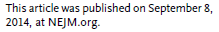 This article was published on September 8,
2014, at NEJM.org.